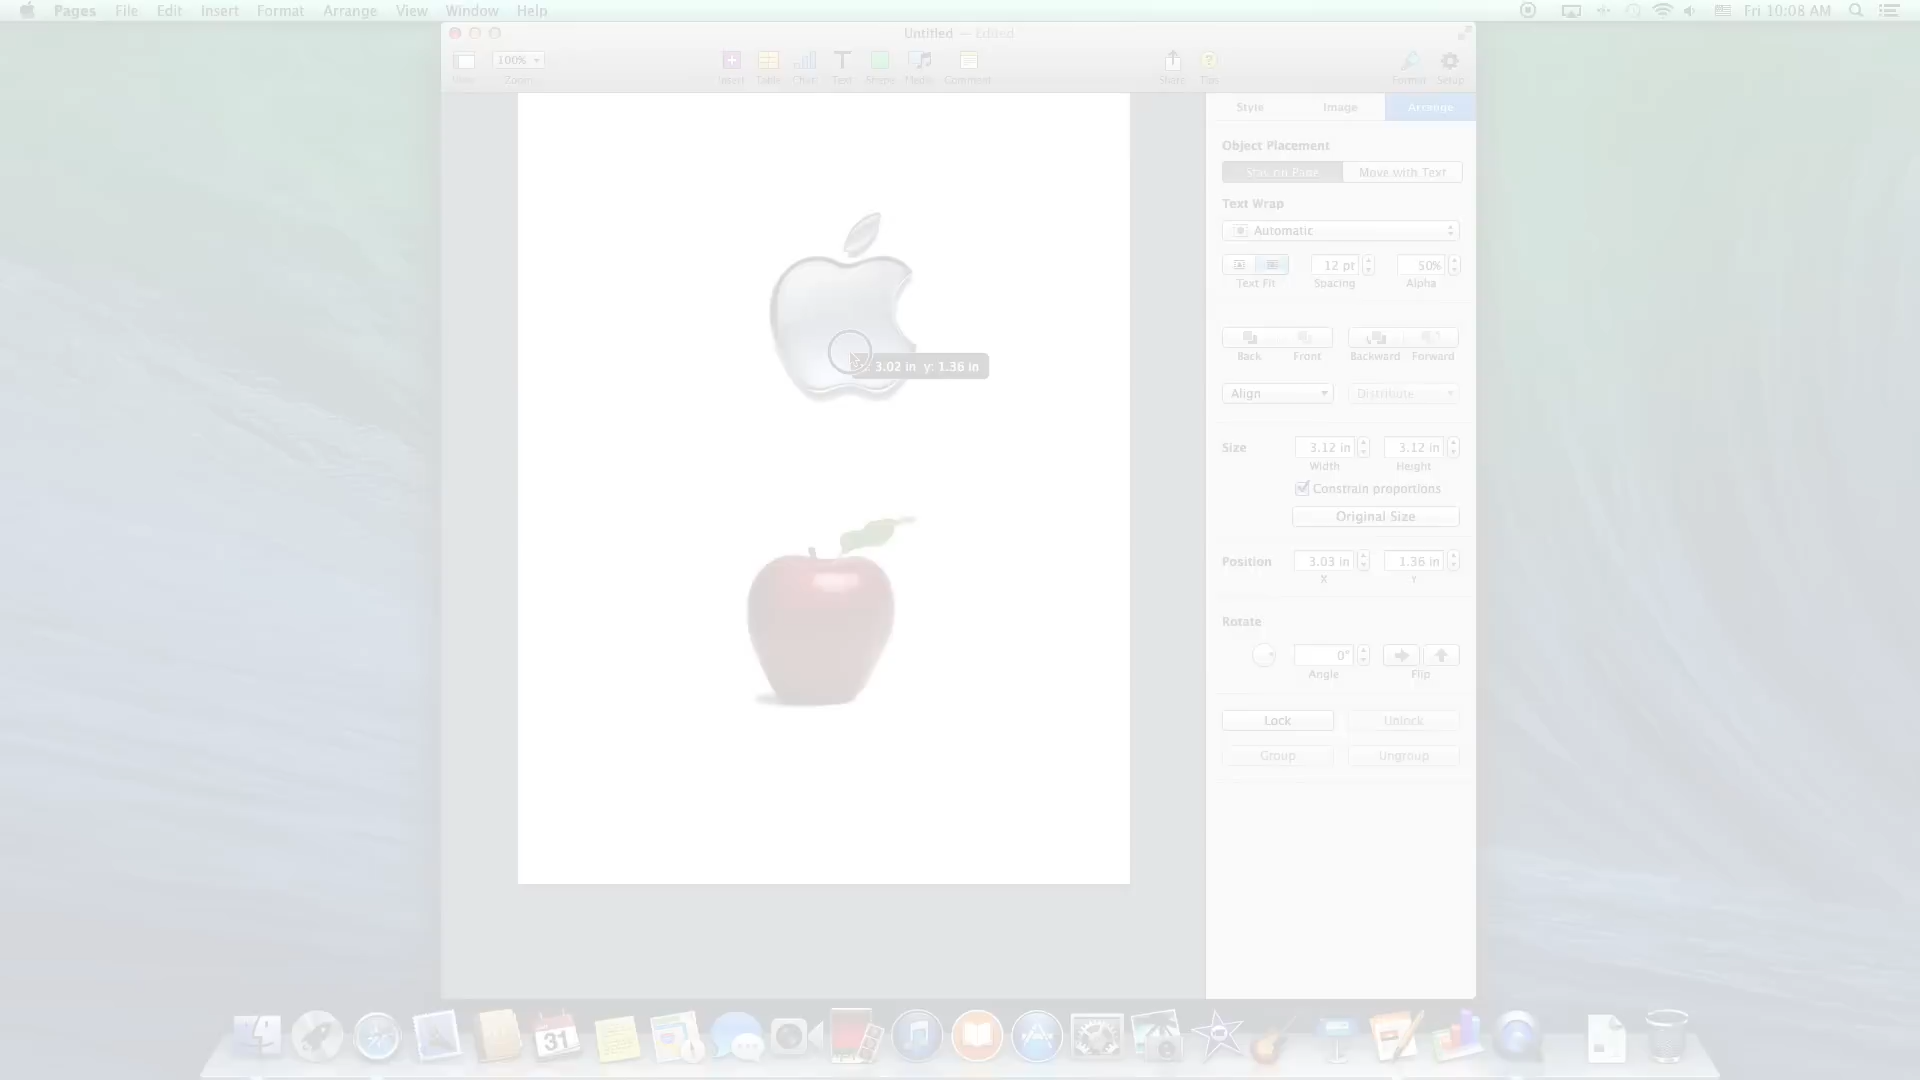 Pages File Edit Insert Format Arrange View Window Help
Fri 10:08 AM
Untitled — Edited
100%
View Zoom Insert Table Chart Text Shape Media Comment Share Tips Format Setup
Style Image Arrange
Object Placement
Stay on Page Move with Text
Text Wrap
Automatic
12 pt 50%
Text Fit Spacing Alpha
3.02 in y: 1.36 in
Back Front Backward Forward
Align Distribute
Size 3.12 in 3.12 in
Width Height
Constrain proportions
Original Size
Position 3.03 in 1.36 in
X Y
Rotate
0°
Angle Flip
Lock Unlock
Group Ungroup
31